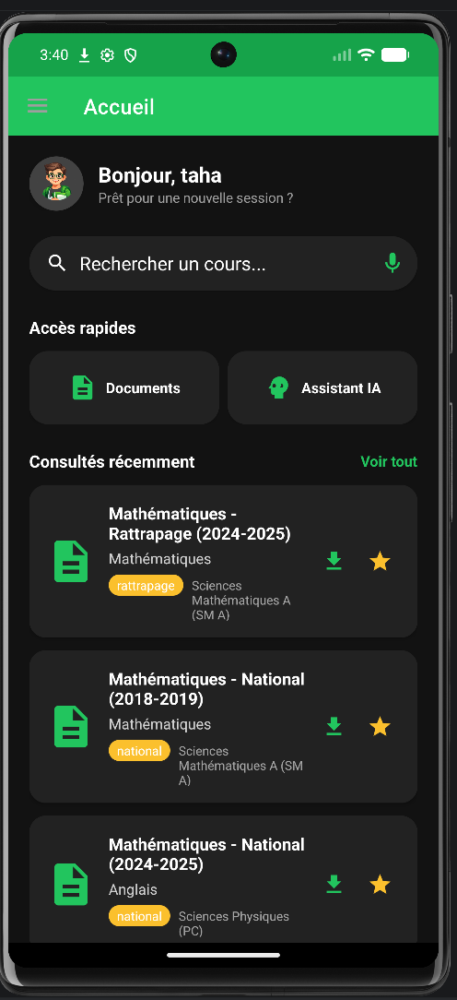 3:40
Accueil
Bonjour, taha
Prêt pour une nouvelle session ?
Rechercher un cours...
Accès rapides
Documents
Assistant IA
Consultés récemment
Voir tout
Mathématiques -
Rattrapage (2024-2025)
Mathématiques
rattrapage
Sciences
Mathématiques A
(SM A)
Mathématiques - National
(2018-2019)
Mathématiques
national
Sciences
Mathématiques A (SM
A)
Mathématiques - National
(2024-2025)
Anglais
national
Sciences Physiques
(PC)